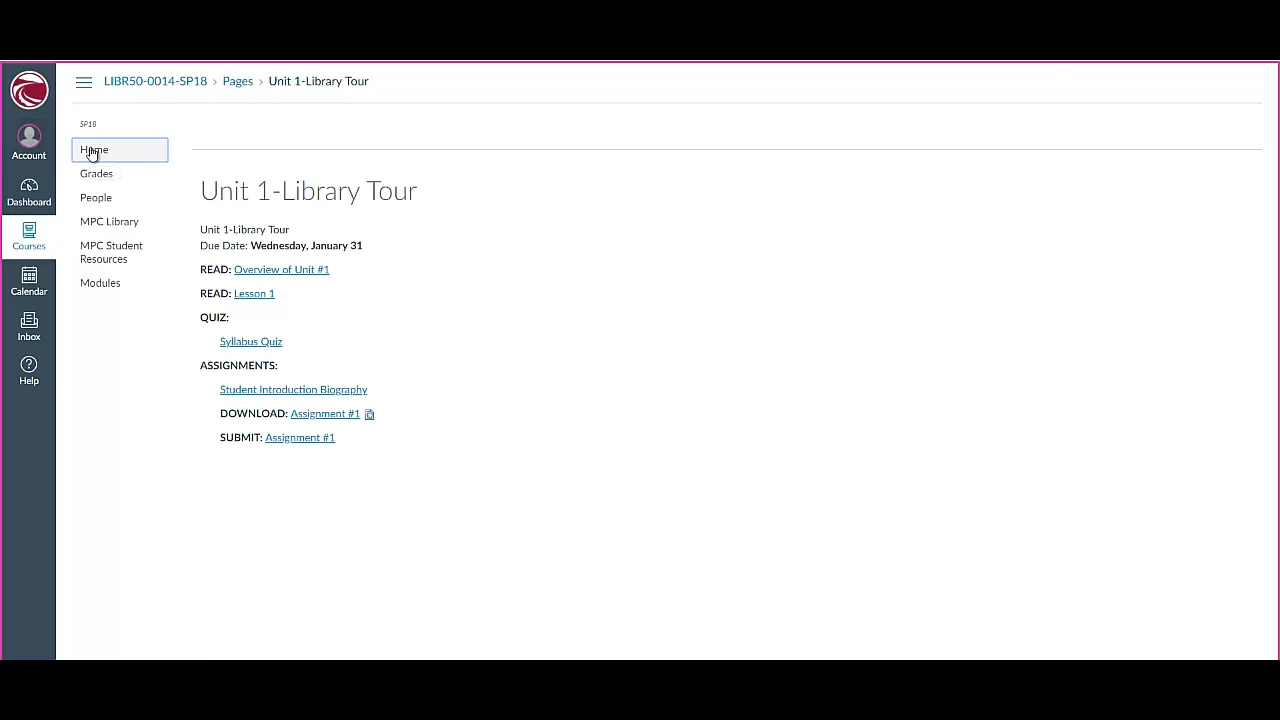 LIBR50-0014-SP18 › Pages › Unit 1-Library Tour
Account
Dashboard
Courses
Calendar
Inbox
Help
SP18
Home
Grades
People
MPC Library
MPC Student
Resources
Modules
Unit 1-Library Tour
Unit 1-Library Tour
Due Date: Wednesday, January 31
READ: Overview of Unit #1
READ: Lesson 1
QUIZ:
Syllabus Quiz
ASSIGNMENTS:
Student Introduction Biography
DOWNLOAD: Assignment #1
SUBMIT: Assignment #1